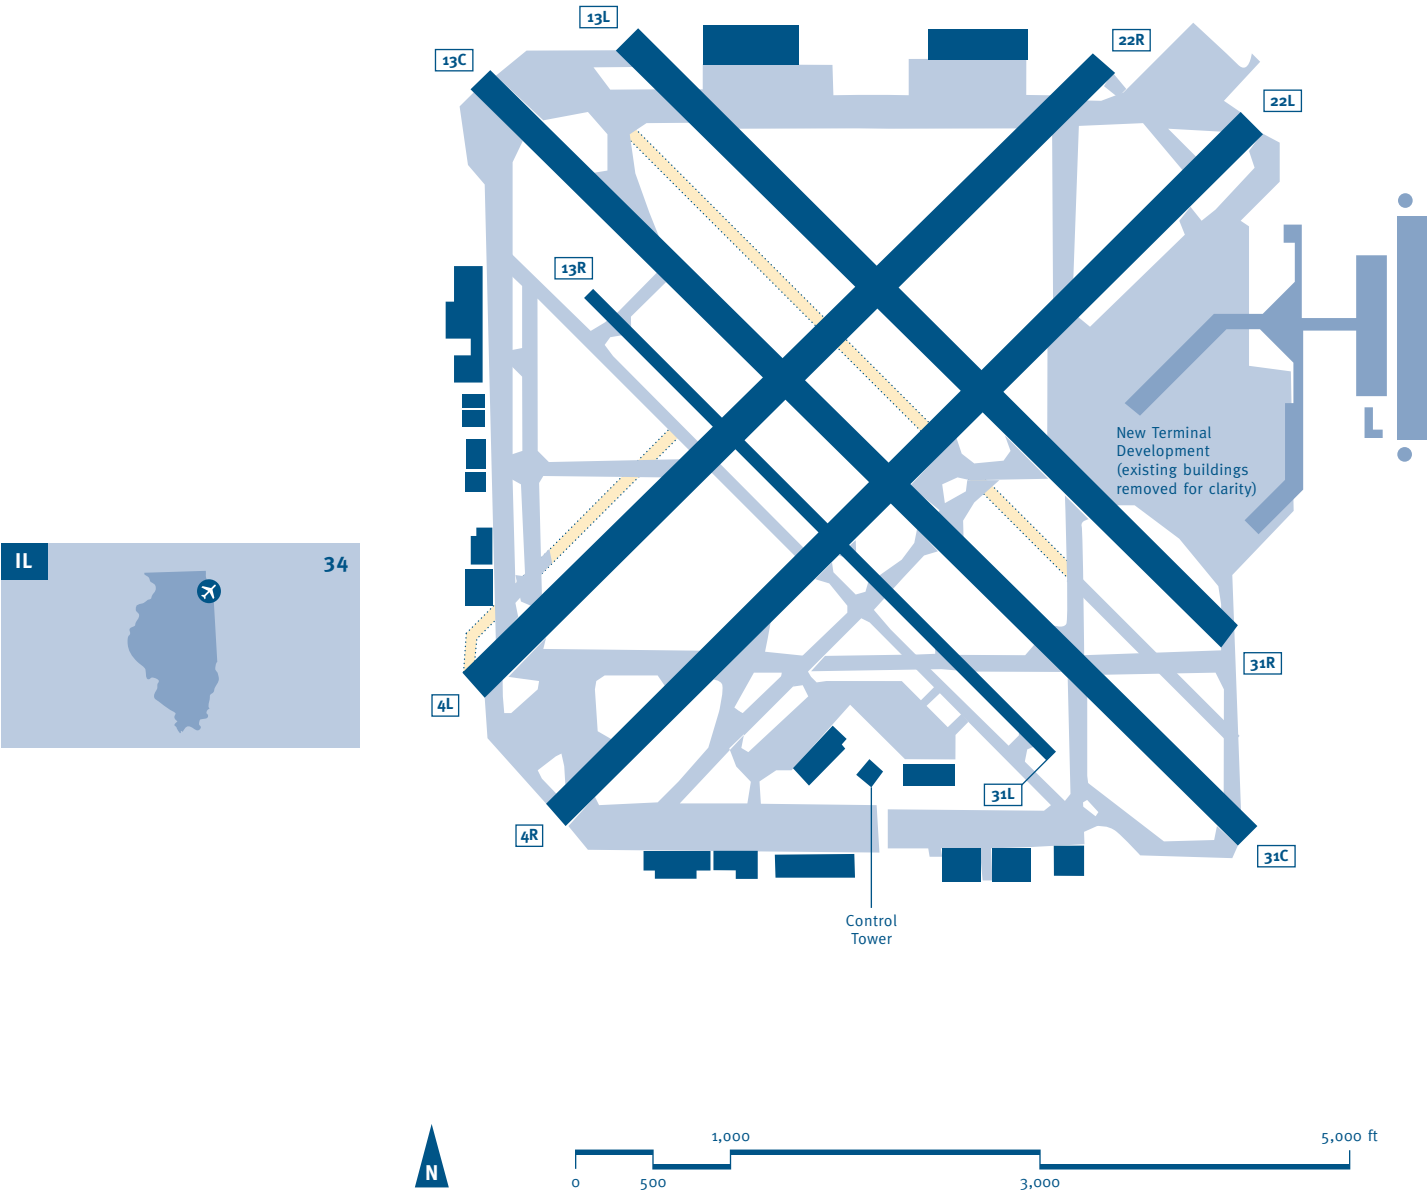 13L
22R
13C
22L
13R
New Terminal
Development
(existing buildings
removed for clarity)
IL
34
31R
4L
31L
4R
31C
Control
Tower
1,000
5,000 ft
N
0
500
3,000